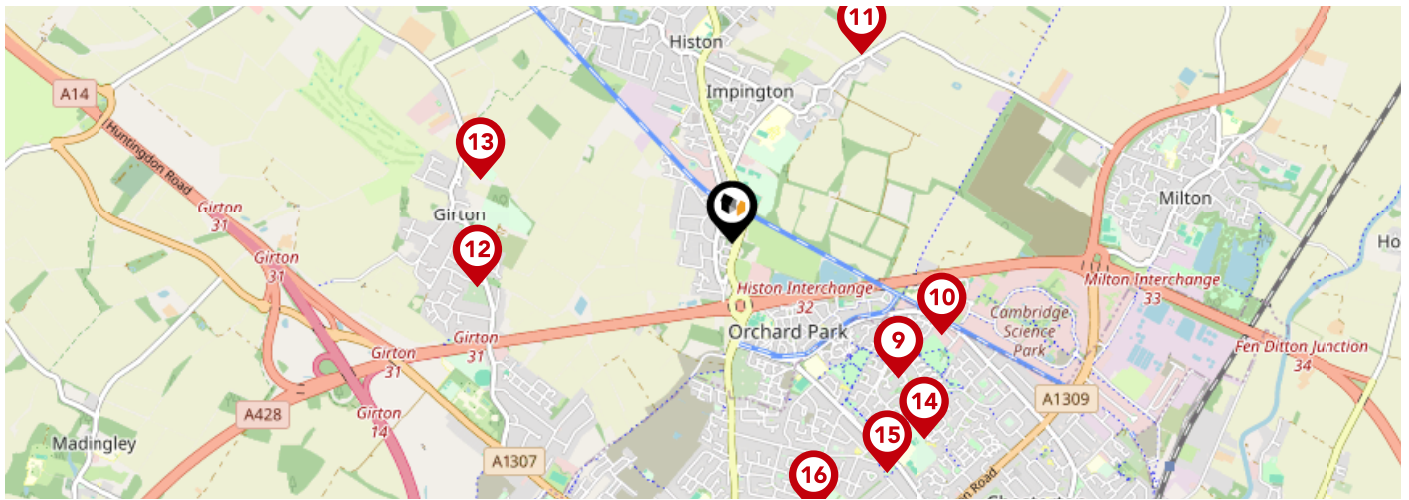 11
Histon
A14
Impington
Huntingdon Road
13
Milton
Girton
31
Girton
12
Girton
31
Histon Interchange
32
Milton Interchange
33
10
Cambridge
Science
Park
Orchard Park
Girton
31
9
Fen Ditton Junction
34
Girton
31
14
A1309
A428
Girton
14
15
Madingley
A1307
16